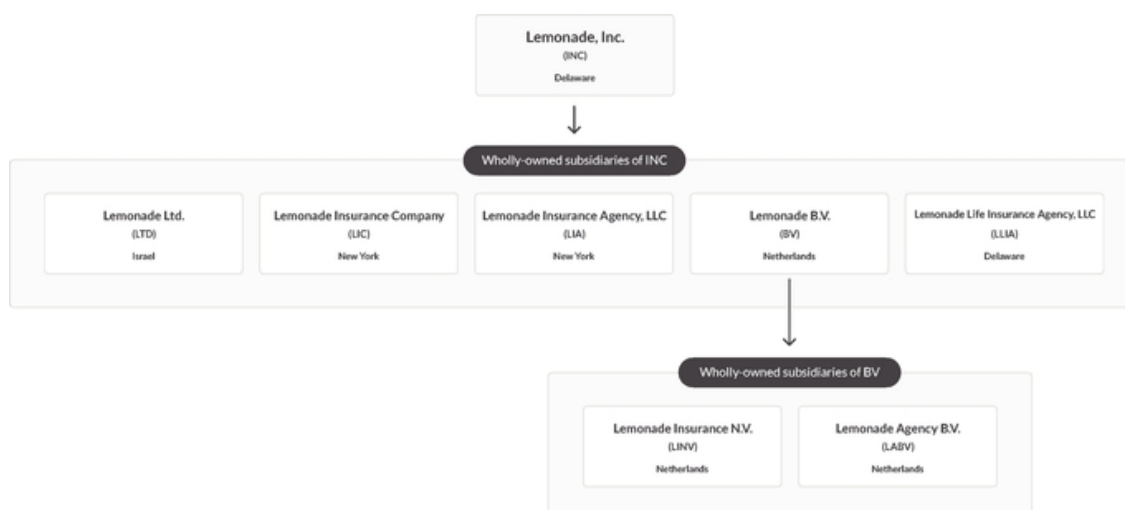 Lemonade, Inc.
(INC)
Delaware
Wholly-owned subsidiaries of INC
Lemonade Ltd.
(LTD)
Israel
Lemonade Insurance Company
(LIC)
New York
Lemonade Insurance Agency, LLC
(LIA)
New York
Lemonade B.V.
(BV)
Netherlands
Lemonade Life Insurance Agency, LLC
(LLIA)
Delaware
Wholly-owned subsidiaries of BV
Lemonade Insurance N.V.
(LINV)
Netherlands
Lemonade Agency B.V.
(LABV)
Netherlands